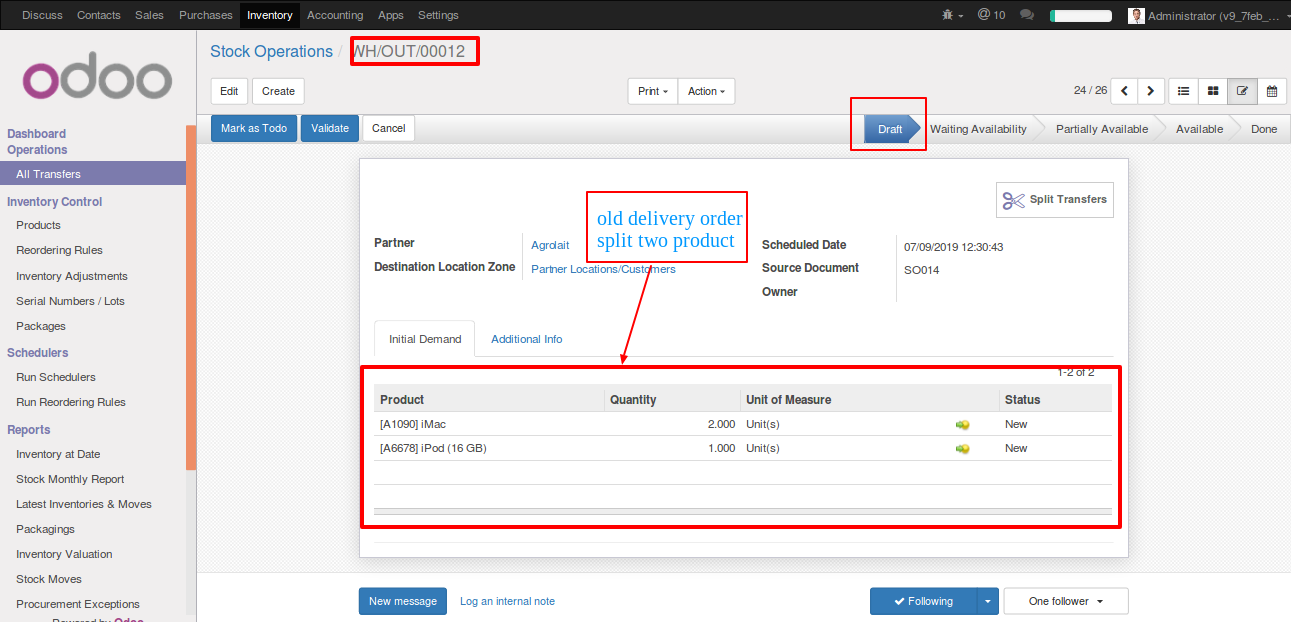 Discuss Contacts Sales Purchases Inventory Accounting Apps Settings @ 10 Administrator (v9_7feb_...
odoo
Stock Operations / WH/OUT/00012
Edit Create Print Action 24 / 26
Mark as Todo Validate Cancel Draft Waiting Availability Partially Available Available Done
Dashboard
Operations
All Transfers
Inventory Control
Products
Reordering Rules
Inventory Adjustments
Serial Numbers / Lots
Packages
Schedulers
Run Schedulers
Run Reordering Rules
Reports
Inventory at Date
Stock Monthly Report
Latest Inventories & Moves
Packagings
Inventory Valuation
Stock Moves
Procurement Exceptions
Powered by Odoo
Split Transfers
old delivery order
split two product
Partner Agrolait
Destination Location Zone Partner Locations/Customers
Scheduled Date 07/09/2019 12:30:43
Source Document SO014
Owner
Initial Demand Additional Info
1-2 of 2
Product Quantity Unit of Measure Status
[A1090] iMac 2.000 Unit(s) New
[A6678] iPod (16 GB) 1.000 Unit(s) New
New message Log an internal note Following One follower